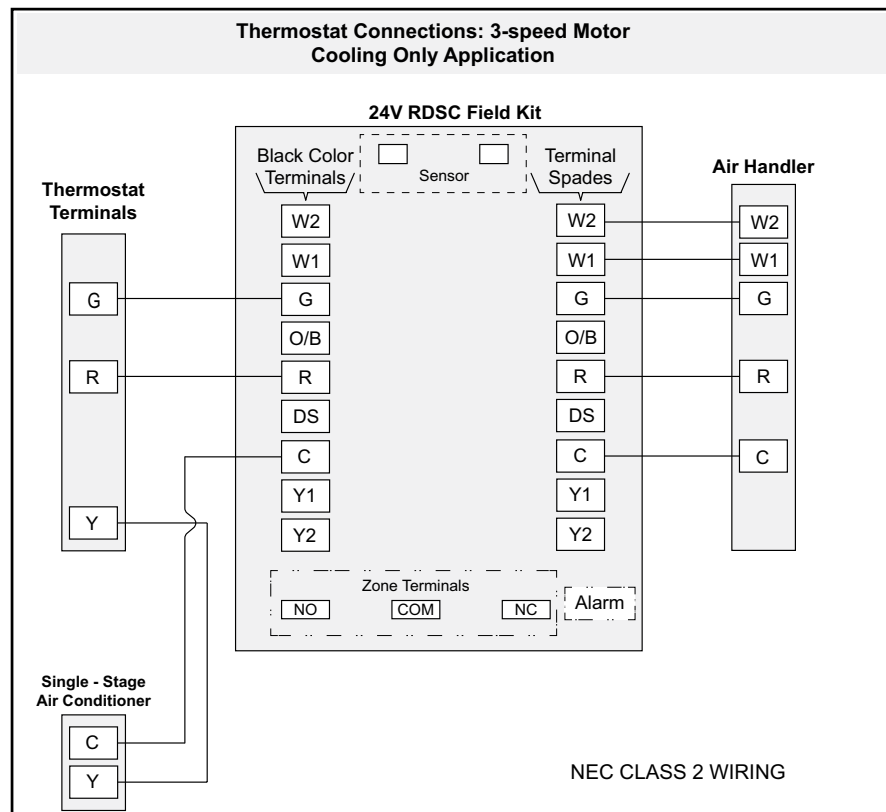 Thermostat Connections: 3-speed Motor
Cooling Only Application
24V RDSC Field Kit
Black Color
Terminals
Sensor
Terminal
Spades
Air Handler
Thermostat
Terminals
W2
W2
W2
W1
W1
W1
G
G
G
G
O/B
O/B
R
R
R
R
DS
DS
C
C
C
Y1
Y1
Y
Y2
Y2
Zone Terminals
NO
COM
NC
Alarm
Single - Stage
Air Conditioner
C
Y
NEC CLASS 2 WIRING